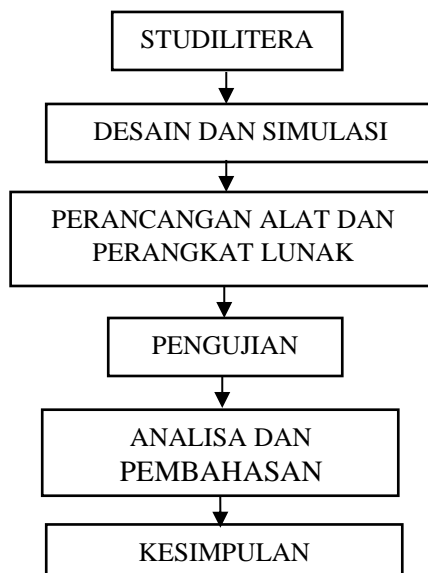 STUDILITERA
DESAIN DAN SIMULASI
PERANCANGAN ALAT DAN
PERANGKAT LUNAK
PENGUJIAN
ANALISA DAN
PEMBAHASAN
KESIMPULAN